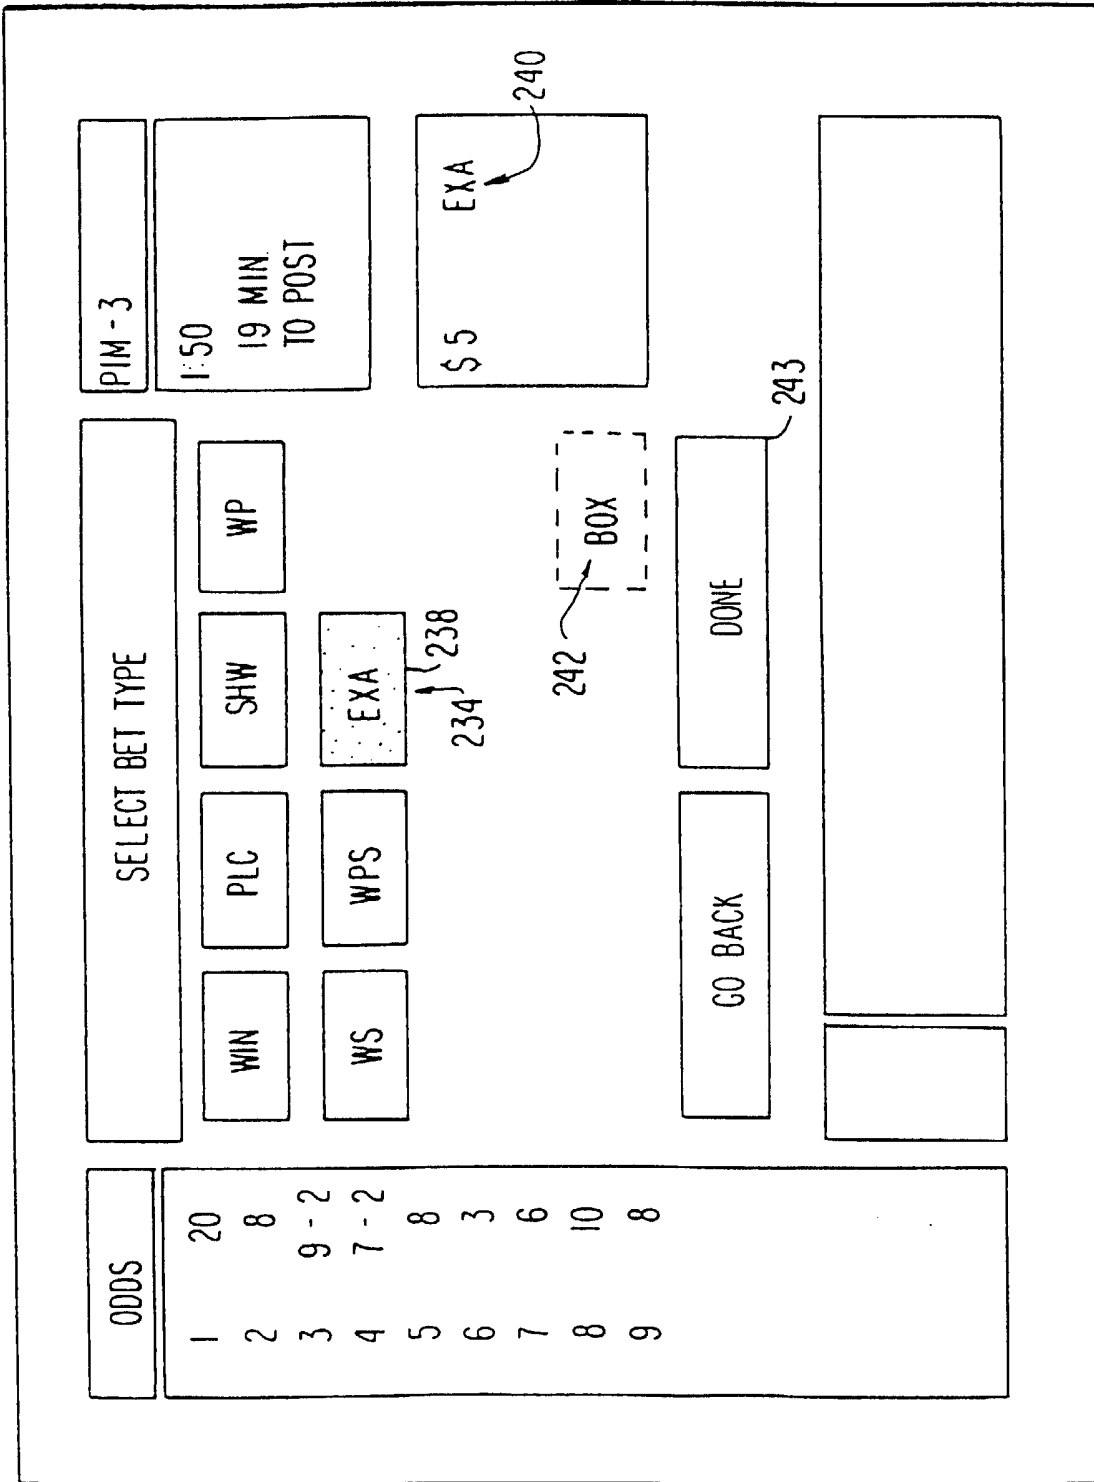 ODDS
1 20
2 8
3 9 - 2
4 7 - 2
5 8
6 3
7 6
8 10
9 8
SELECT BET TYPE
WIN PLC SHW WP
WS WPS EXA
234 238
242
BOX
GO BACK DONE
243
PIM - 3
1:50
19 MIN.
TO POST
$ 5 EXA
240